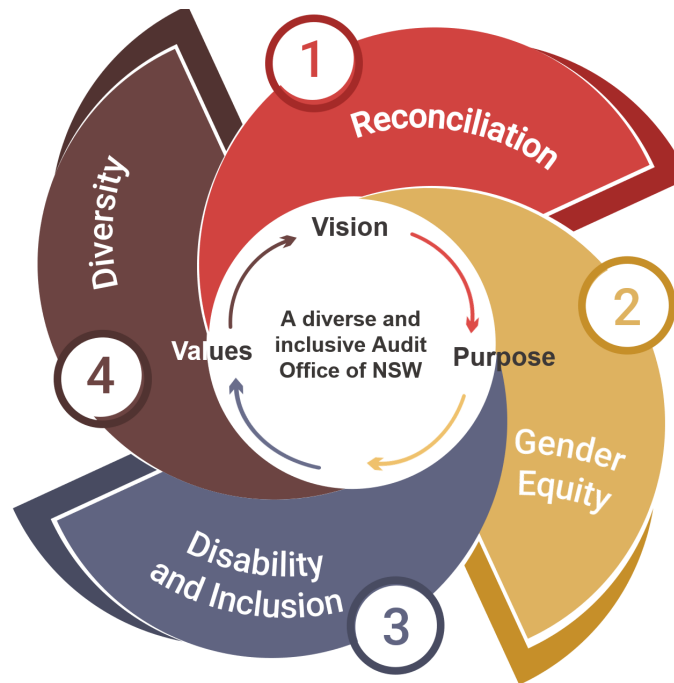 1
Reconciliation
2
Gender
Equity
3
Disability
and Inclusion
4
Diversity
Vision
Purpose
Values
A diverse and
inclusive Audit
Office of NSW